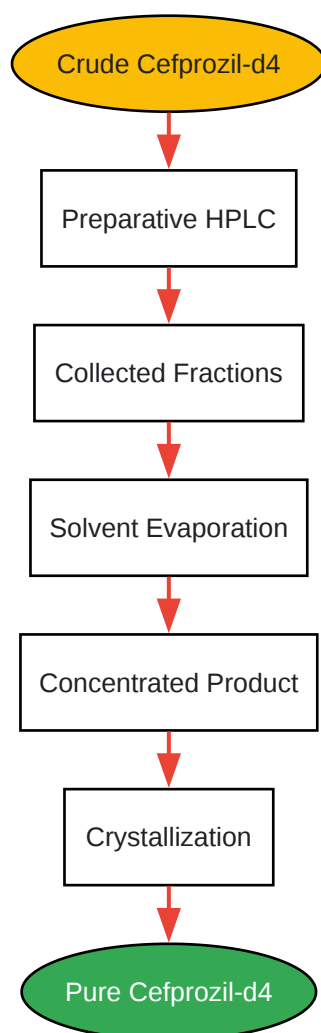 Crude Cefprozil-d4
Preparative HPLC
Collected Fractions
Solvent Evaporation
Concentrated Product
Crystallization
Pure Cefprozil-d4